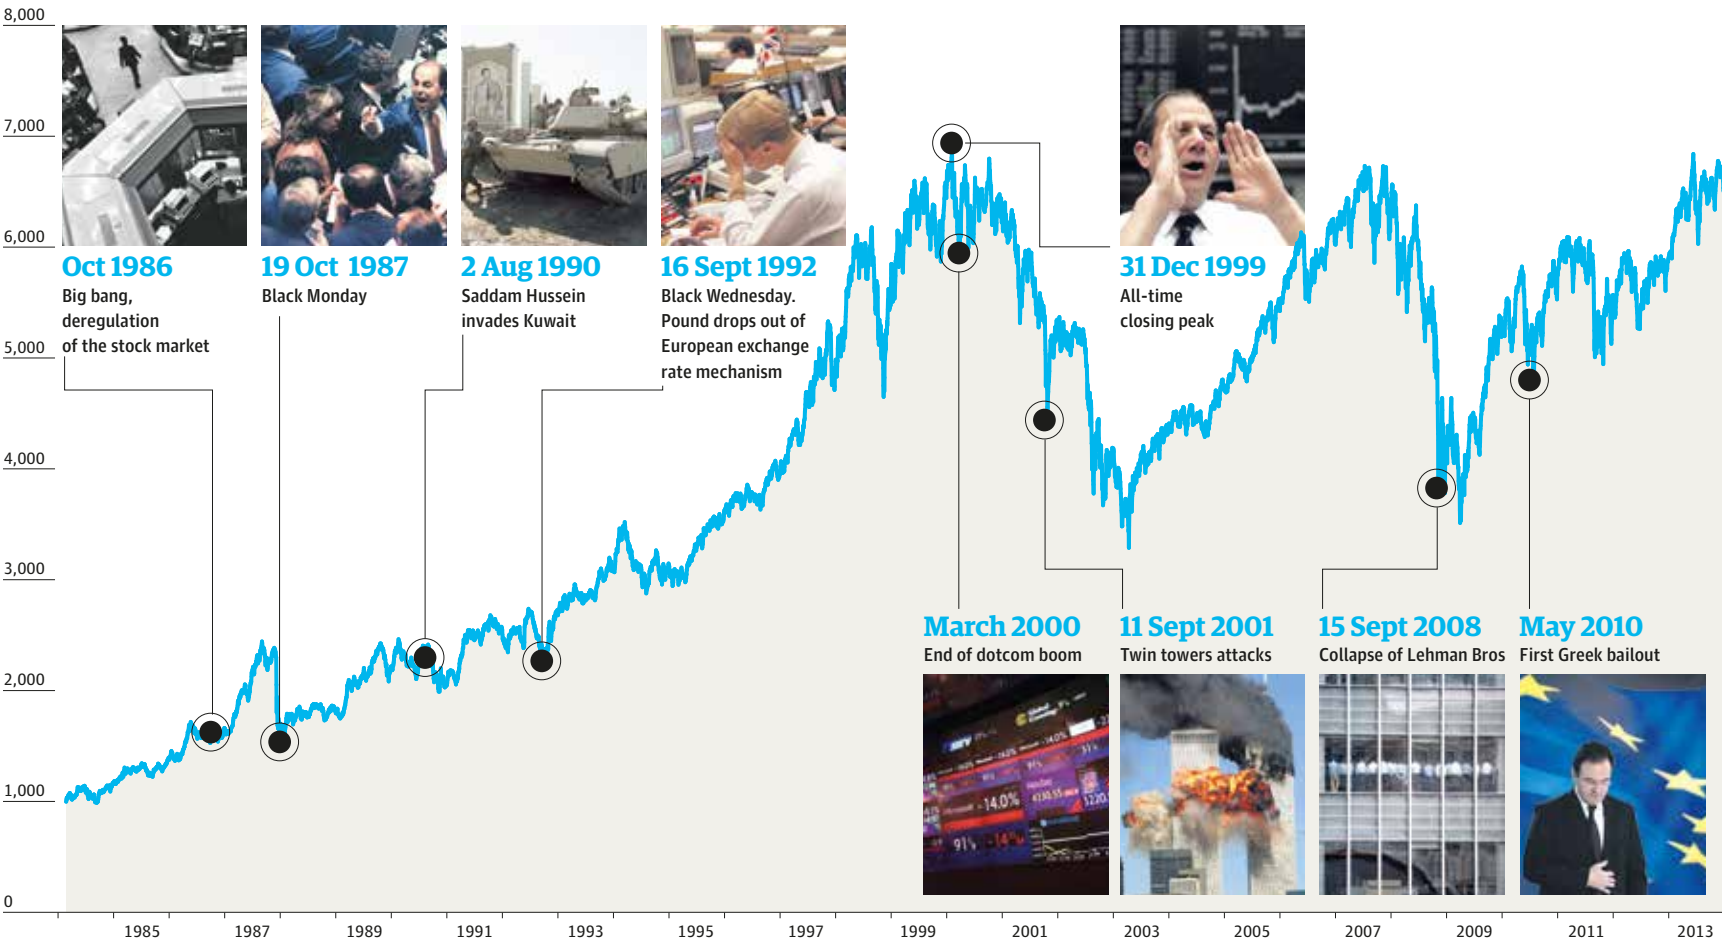 8,000
7,000
6,000
5,000
4,000
3,000
2,000
1,000
0
Oct 1986
Big bang,
deregulation
of the stock market
19 Oct 1987
Black Monday
2 Aug 1990
Saddam Hussein
invades Kuwait
16 Sept 1992
Black Wednesday.
Pound drops out of
European exchange
rate mechanism
31 Dec 1999
All-time
closing peak
March 2000
End of dotcom boom
-14.0%
91¼
11 Sept 2001
Twin towers attacks
15 Sept 2008
Collapse of Lehman Bros
May 2010
First Greek bailout
1985
1987
1989
1991
1993
1995
1997
1999
2001
2003
2005
2007
2009
2011
2013